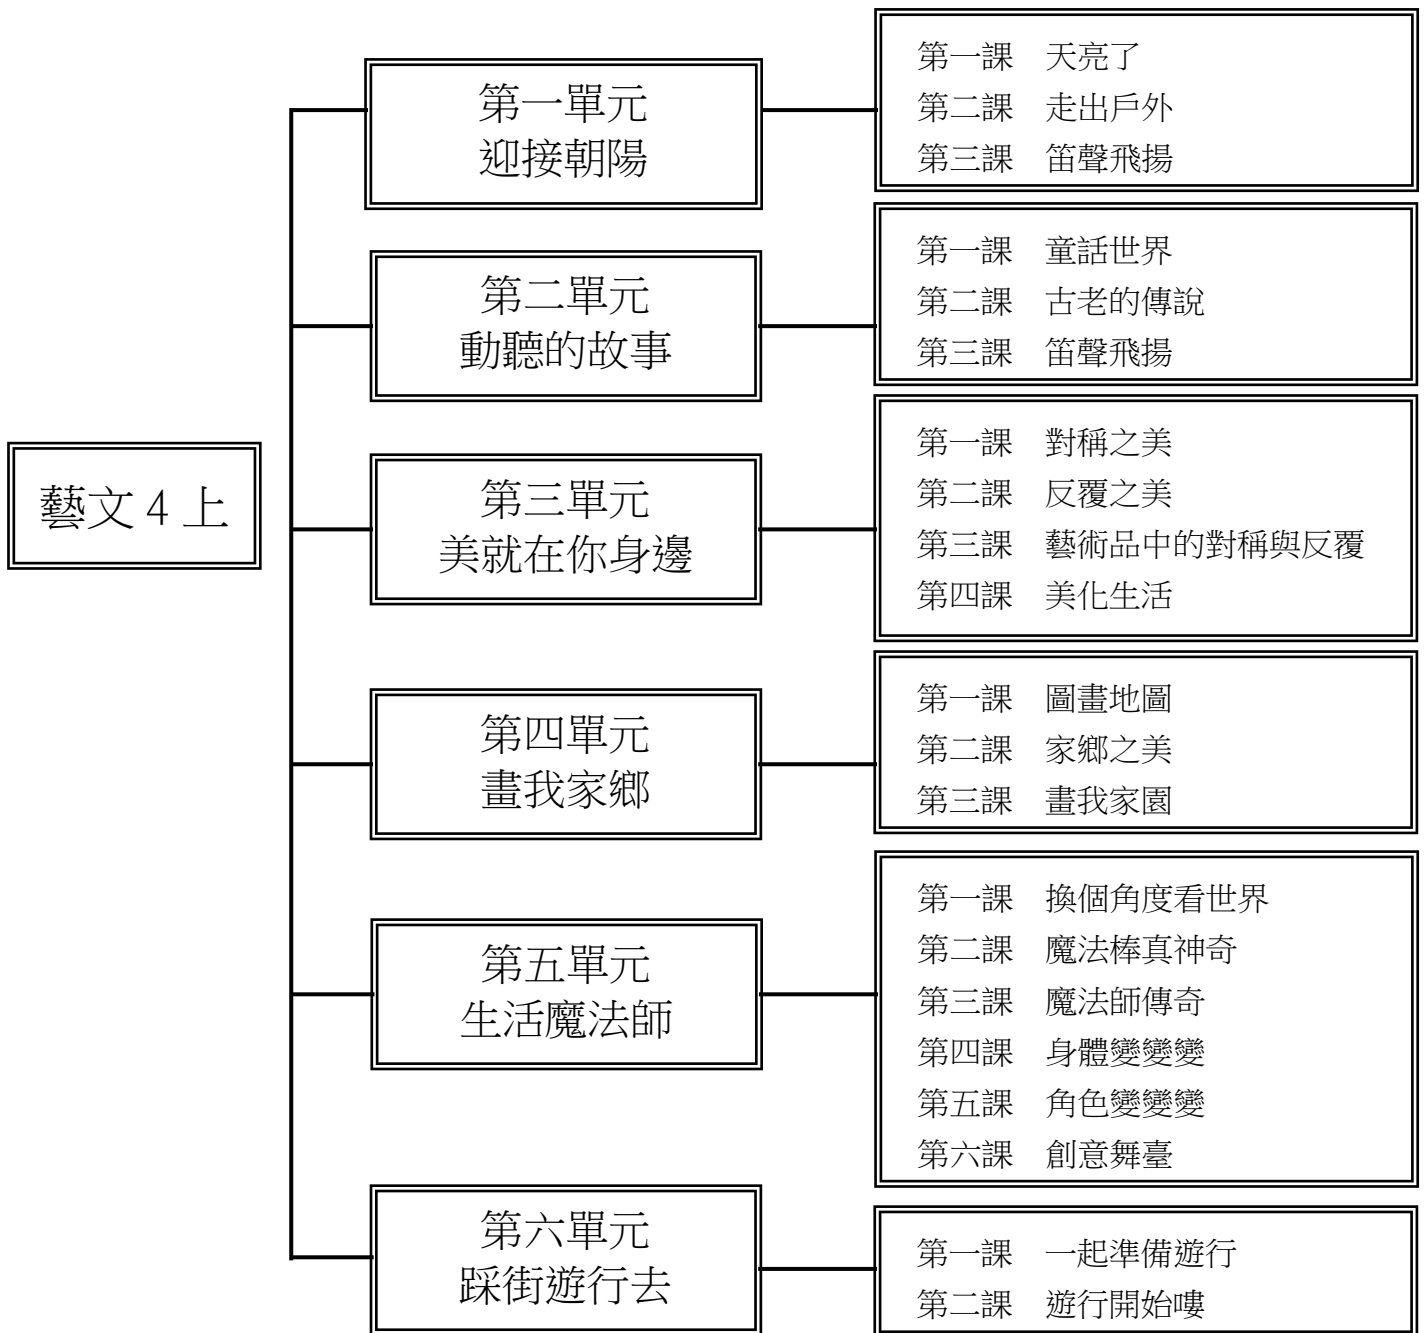 藝文 4 上
第一單元
迎接朝陽
第一課　天亮了
第二課　走出戶外
第三課　笛聲飛揚
第二單元
動聽的故事
第一課　童話世界
第二課　古老的傳說
第三課　笛聲飛揚
第三單元
美就在你身邊
第一課　對稱之美
第二課　反覆之美
第三課　藝術品中的對稱與反覆
第四課　美化生活
第四單元
畫我家鄉
第一課　圖畫地圖
第二課　家鄉之美
第三課　畫我家園
第五單元
生活魔法師
第一課　換個角度看世界
第二課　魔法棒真神奇
第三課　魔法師傳奇
第四課　身體變變變
第五課　角色變變變
第六課　創意舞臺
第六單元
踩街遊行去
第一課　一起準備遊行
第二課　遊行開始嘍